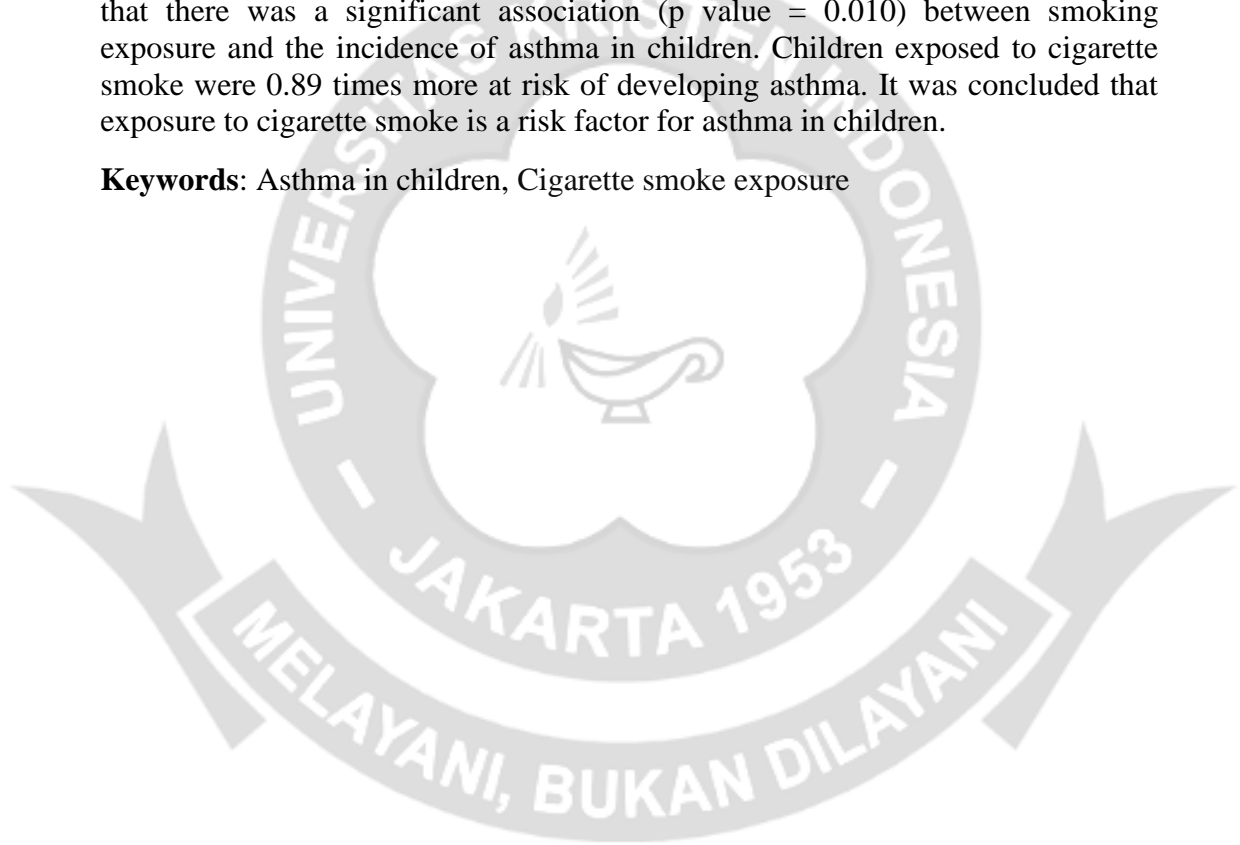 that there was a significant association (p value = 0.010) between smoking
exposure and the incidence of asthma in children. Children exposed to cigarette
smoke were 0.89 times more at risk of developing asthma. It was concluded that
exposure to cigarette smoke is a risk factor for asthma in children.
Keywords: Asthma in children, Cigarette smoke exposure
UNIVERSITAS KRISTEN INDONESIA
- JAKARTA 1953 -
MELAYANI, BUKAN DILAYANI